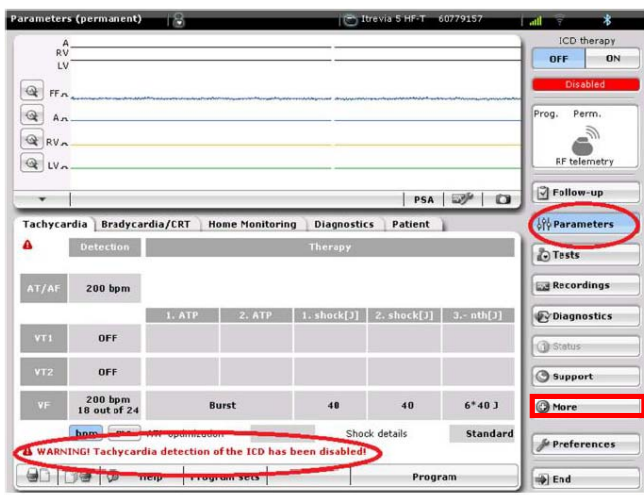 Parameters (permanent) Itrevia 5 HF-T 60779157
A
RV
LV
FF
A
RV
LV
PSA
ICD therapy
OFF ON
Disabled
Prog. Perm.
RF telemetry
Follow-up
Parameters
Tests
Recordings
Diagnostics
Status
Support
More
Preferences
End
Tachycardia Bradycardia/CRT Home Monitoring Diagnostics Patient
Detection Therapy
AT/AF 200 bpm
1. ATP 2. ATP 1. shock[J] 2. shock[J] 3.- nth[J]
VT1 OFF
VT2 OFF
VF 200 bpm 18 out of 24 Burst 40 40 6*40 J
bpm optimization Shock details Standard
WARNING! Tachycardia detection of the ICD has been disabled!
Help Program sets Program